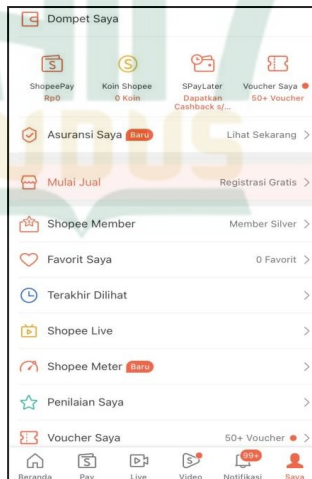 Dompet Saya
ShopeePay Koin Shopee SPayLater Voucher Saya
Rp0 0 Koin Dapatkan 50+ Voucher
Cashback s/...
Asuransi Saya Baru Lihat Sekarang >
Mulai Jual Registrasi Gratis >
Shopee Member Member Silver >
Favorit Saya 0 Favorit >
Terakhir Dilihat >
Shopee Live >
Shopee Meter Baru >
Penilaian Saya >
Voucher Saya 50+ Voucher >
99+
Beranda Pay Live Video Notifikasi Saya